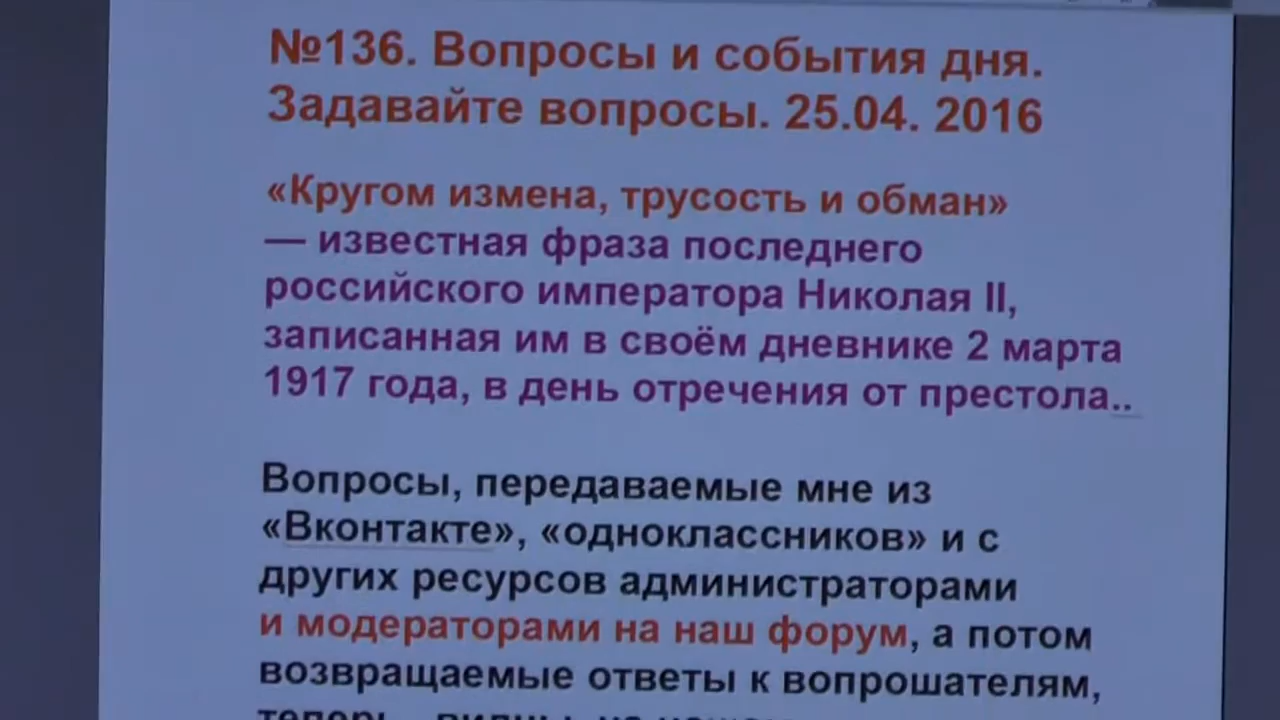 №136. Вопросы и события дня.
Задавайте вопросы. 25.04. 2016
«Кругом измена, трусость и обман»
— известная фраза последнего
российского императора Николая II,
записанная им в своём дневнике 2 марта
1917 года, в день отречения от престола..
Вопросы, передаваемые мне из
«Вконтакте», «одноклассников» и с
других ресурсов администраторами
и модераторами на наш форум, а потом
возвращаемые ответы к вопрошателям,
теперь